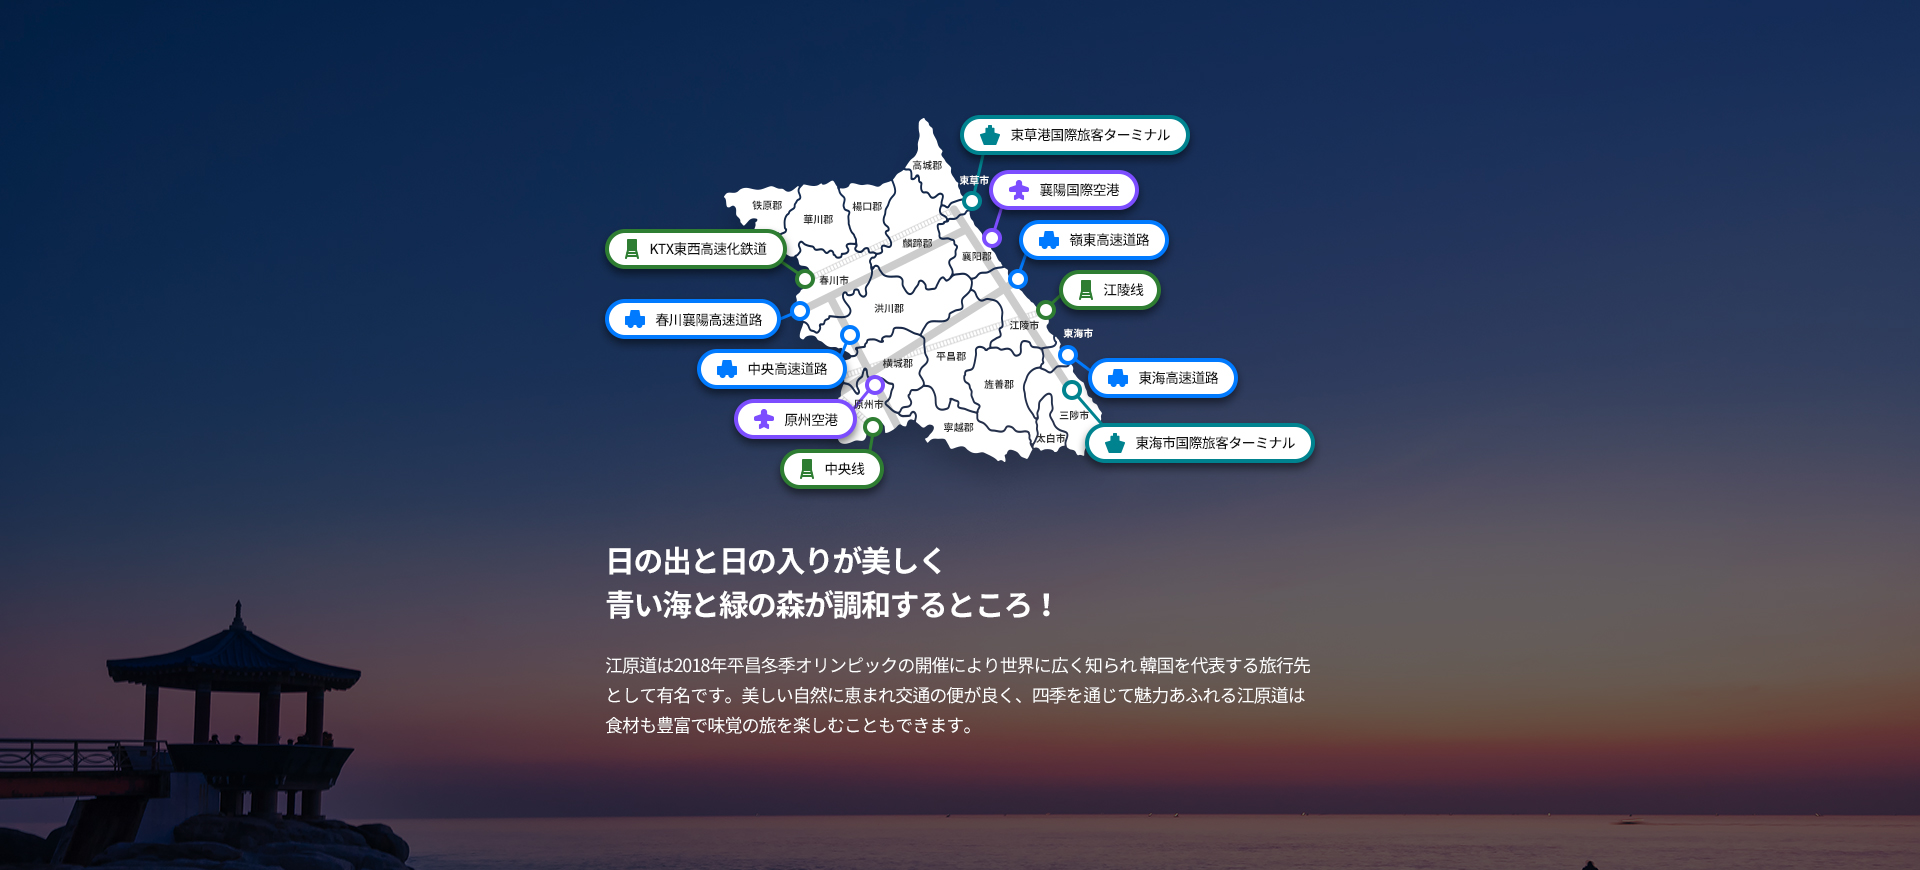 東草港国際旅客ターミナル
高城郡
東草市
襄陽国際空港
铁原郡
華川郡
楊口郡
麟蹄郡
嶺東高速道路
KTX東西高速化鉄道
襄阳郡
春川市
江陵线
洪川郡
春川襄陽高速道路
江陵市
東海市
平昌郡
横城郡
中央高速道路
東海高速道路
旌善郡
原州市
三陟市
原州空港
寧越郡
太白市
東海市国際旅客ターミナル
中央线
日の出と日の入りが美しく
青い海と緑の森が調和するところ！
江原道は2018年平昌冬季オリンピックの開催により世界に広く知られ 韓国を代表する旅行先
として有名です。美しい自然に恵まれ交通の便が良く、四季を通じて魅力あふれる江原道は
食材も豊富で味覚の旅を楽しむこともできます。